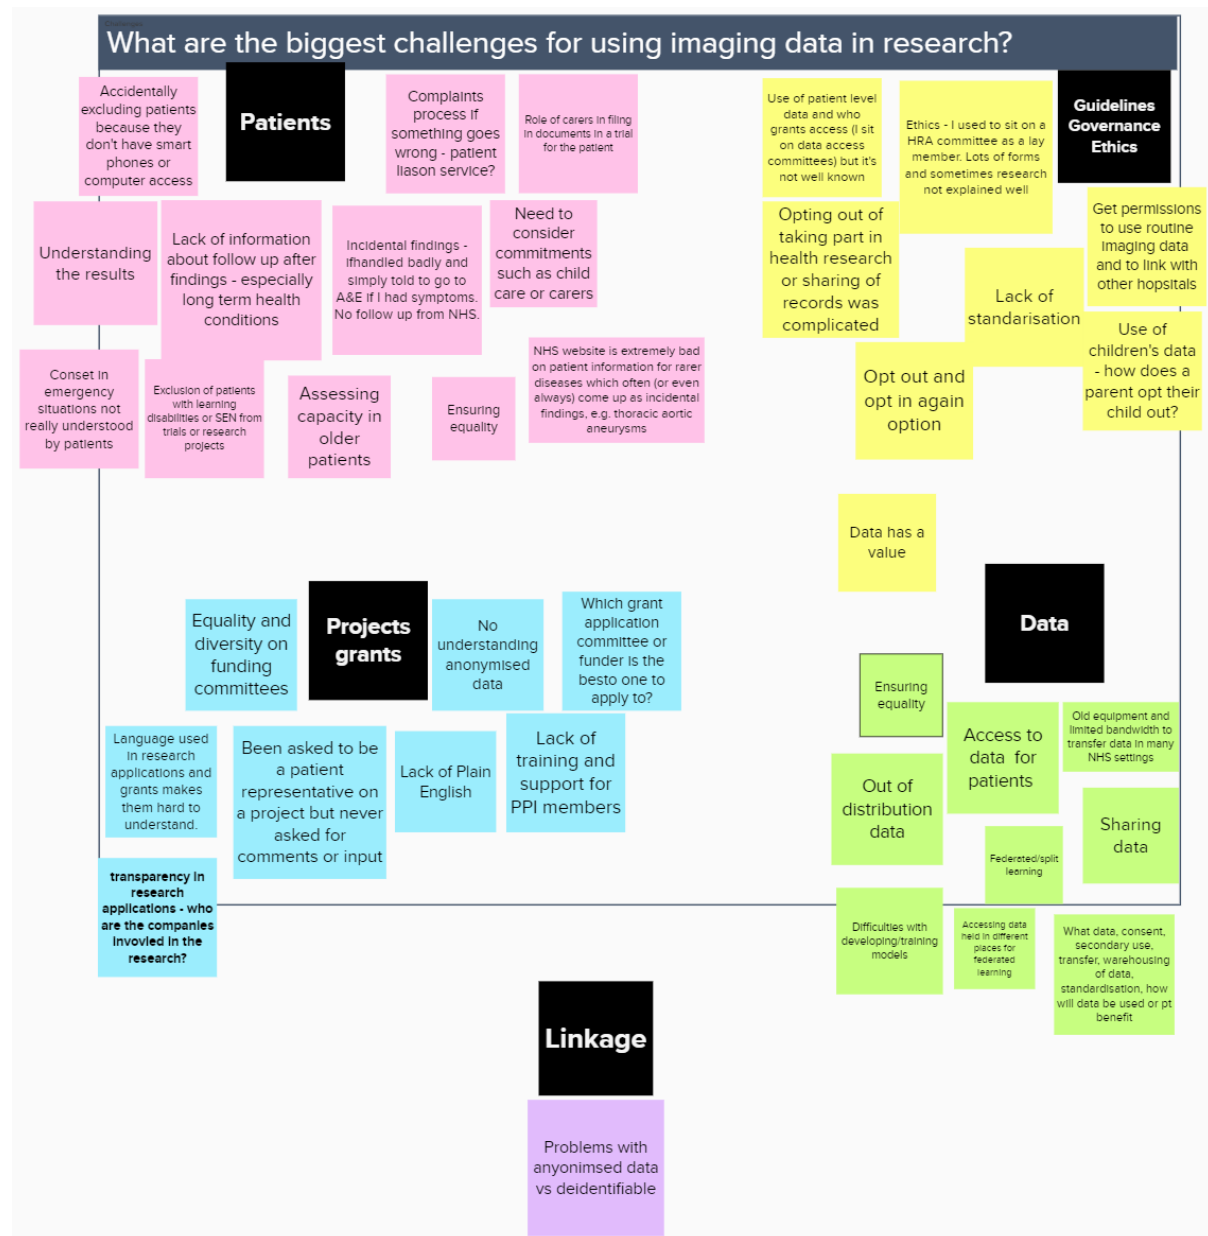 Challenges
What are the biggest challenges for using imaging data in research?
Patients
Accidentally
excluding patients
because they
don't have smart
phones or
computer access
Complaints
process if
something goes
wrong - patient
liason service?
Role of carers in filing
in documents in a trial
for the patient
Understanding
the results
Lack of information
about follow up after
findings - especially
long term health
conditions
Incidental findings -
ifhandled badly and
simply told to go to
A&E if I had symptoms.
No follow up from NHS.
Need to
consider
commitments
such as child
care or carers
Conset in
emergency
situations not
really understood
by patients
Exclusion of patients
with learning
disabilities or SEN from
trials or research
projects
Assessing
capacity in
older
patients
Ensuring
equality
NHS website is extremely bad
on patient information for rarer
diseases which often (or even
always) come up as incidental
findings, e.g. thoracic aortic
aneurysms
Guidelines
Governance
Ethics
Use of patient level
data and who
grants access (I sit
on data access
committees) but it's
not well known
Ethics - I used to sit on a
HRA committee as a lay
member. Lots of forms
and sometimes research
not explained well
Opting out of
taking part in
health research
or sharing of
records was
complicated
Get permissions
to use routine
imaging data
and to link with
other hopsitals
Lack of
standarisation
Use of
children's data
- how does a
parent opt their
child out?
Opt out and
opt in again
option
Data has a
value
Projects
grants
Equality and
diversity on
funding
committees
No
understanding
anonymised
data
Which grant
application
committee or
funder is the
besto one to
apply to?
Language used
in research
applications and
grants makes
them hard to
understand.
Been asked to be
a patient
representative on
a project but never
asked for
comments or input
Lack of Plain
English
Lack of
training and
support for
PPI members
transparency in
research
applications - who
are the companies
invovled in the
research?
Data
Ensuring
equality
Access to
data for
patients
Old equipment and
limited bandwidth to
transfer data in many
NHS settings
Out of
distribution
data
Sharing
data
Federated/split
learning
Difficulties with
developing/training
models
Accessing data
held in different
places for
federated
learning
What data, consent,
secondary use,
transfer, warehousing
of data,
standardisation, how
will data be used or pt
benefit
Linkage
Problems with
anyonimsed data
vs deidentifiable